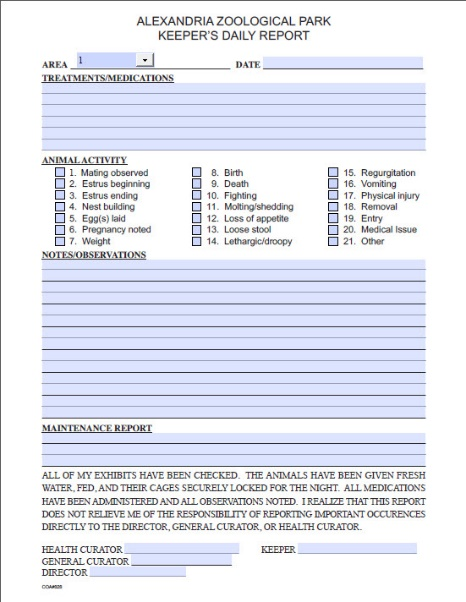 ALEXANDRIA ZOOLOGICAL PARK
KEEPER'S DAILY REPORT
AREA 1 DATE
TREATMENTS/MEDICATIONS
ANIMAL ACTIVITY
1. Mating observed 8. Birth 15. Regurgitation
2. Estrus beginning 9. Death 16. Vomiting
3. Estrus ending 10. Fighting 17. Physical injury
4. Nest building 11. Molting/shedding 18. Removal
5. Egg(s) laid 12. Loss of appetite 19. Entry
6. Pregnancy noted 13. Loose stool 20. Medical Issue
7. Weight 14. Lethargic/droopy 21. Other
NOTES/OBSERVATIONS
MAINTENANCE REPORT
ALL OF MY EXHIBITS HAVE BEEN CHECKED. THE ANIMALS HAVE BEEN GIVEN FRESH
WATER, FED, AND THEIR CAGES SECURELY LOCKED FOR THE NIGHT. ALL MEDICATIONS
HAVE BEEN ADMINISTERED AND ALL OBSERVATIONS NOTED. I REALIZE THAT THIS REPORT
DOES NOT RELIEVE ME OF THE RESPONSIBILITY OF REPORTING IMPORTANT OCCURENCES
DIRECTLY TO THE DIRECTOR, GENERAL CURATOR, OR HEALTH CURATOR.
HEALTH CURATOR KEEPER
GENERAL CURATOR
DIRECTOR